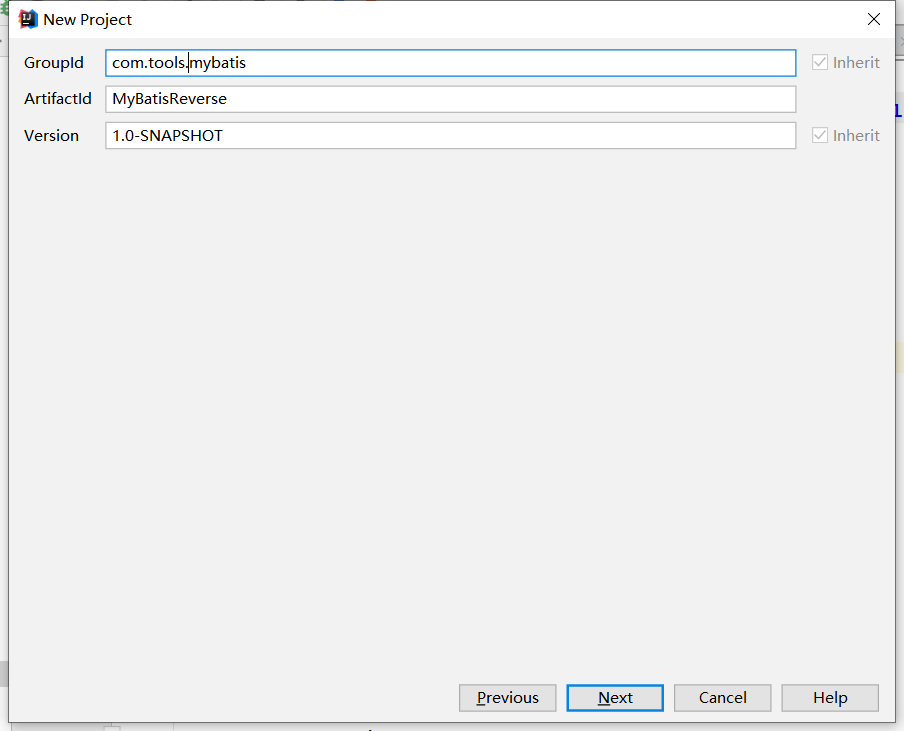 New Project
GroupId com.tools.mybatis Inherit
ArtifactId MyBatisReverse
Version 1.0-SNAPSHOT Inherit
Previous Next Cancel Help